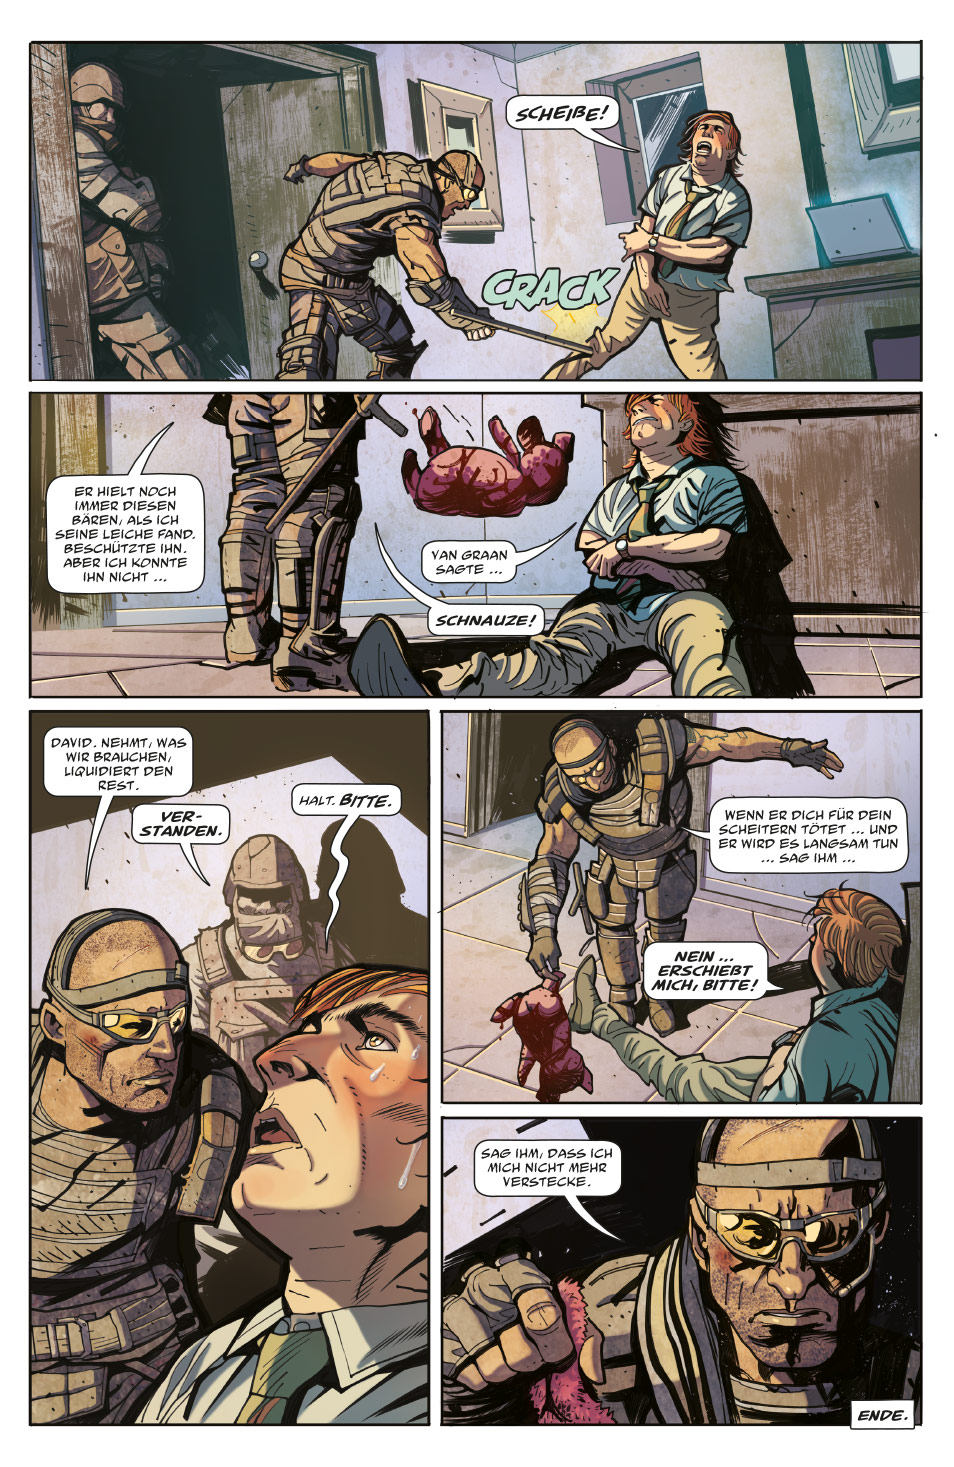 SCHEIẞE!
CRACK
ER HIELT NOCH
IMMER DIESEN
BÄREN, ALS ICH
SEINE LEICHE FAND.
BESCHÜTZTE IHN.
ABER ICH KONNTE
IHN NICHT ...
VAN GRAAN
SAGTE ...
SCHNAUZE!
DAVID. NEHMT, WAS
WIR BRAUCHEN,
LIQUIDIERT DEN
REST.
VER-
STANDEN.
HALT. BITTE.
WENN ER DICH FÜR DEIN
SCHEITERN TÖTET ... UND
ER WIRD ES LANGSAM TUN
... SAG IHM ...
NEIN ...
ERSCHIEẞT
MICH, BITTE!
SAG IHM, DASS ICH
MICH NICHT MEHR
VERSTECKE.
ENDE.